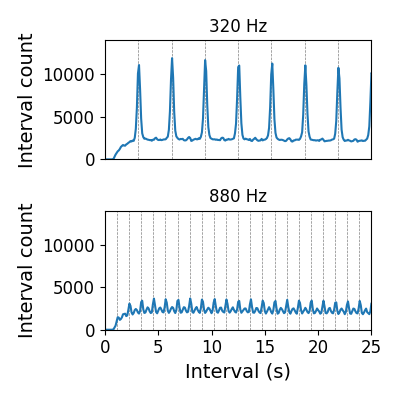 320 Hz
Interval count
10000
5000
0
880 Hz
Interval count
10000
5000
0
0 5 10 15 20 25
Interval (s)